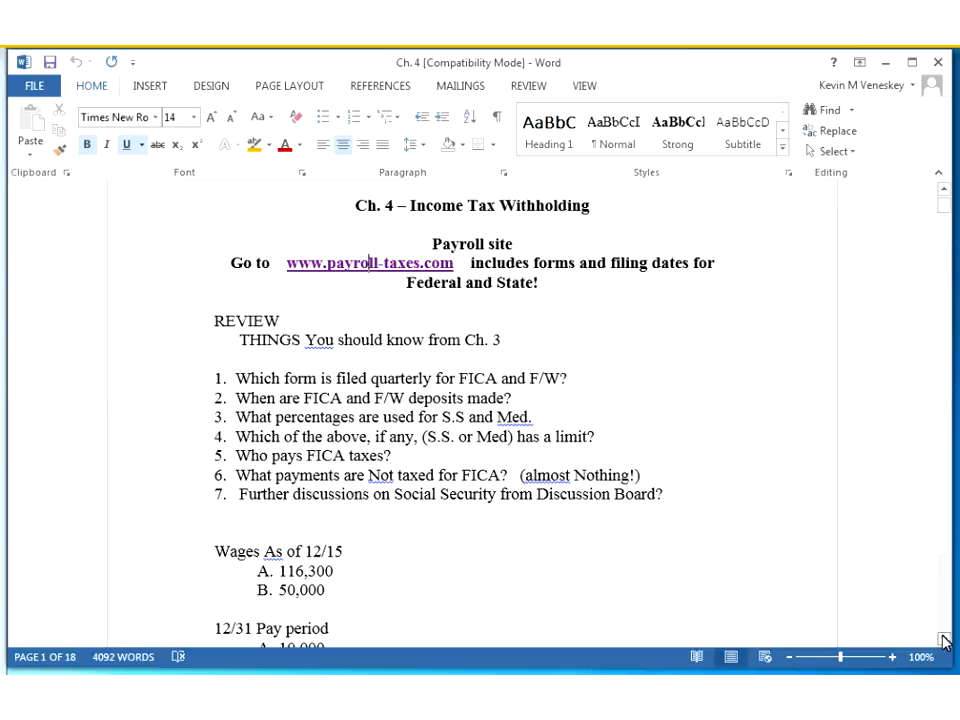 Ch. 4 [Compatibility Mode] - Word
FILE HOME INSERT DESIGN PAGE LAYOUT REFERENCES MAILINGS REVIEW VIEW Kevin M Veneskey
Times New Ro 14 Aa AaBbC AaBbCcI AaBbCcl AaBbCcD Find
Replace
Paste B I U abc x₂ x² A A Heading 1 ¶ Normal Strong Subtitle Select
Clipboard Font Paragraph Styles Editing
Ch. 4 – Income Tax Withholding
Payroll site
Go to www.payroll-taxes.com includes forms and filing dates for
Federal and State!
REVIEW
THINGS You should know from Ch. 3
1. Which form is filed quarterly for FICA and F/W?
2. When are FICA and F/W deposits made?
3. What percentages are used for S.S and Med.
4. Which of the above, if any, (S.S. or Med) has a limit?
5. Who pays FICA taxes?
6. What payments are Not taxed for FICA? (almost Nothing!)
7. Further discussions on Social Security from Discussion Board?
Wages As of 12/15
A. 116,300
B. 50,000
12/31 Pay period
A. 10,000
PAGE 1 OF 18 4092 WORDS 100%